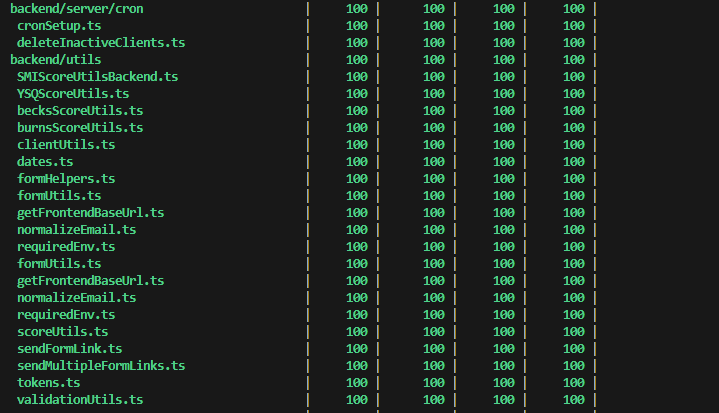 backend/server/cron | 100 | 100 | 100 | 100 |
cronSetup.ts | 100 | 100 | 100 | 100 |
deleteInactiveClients.ts | 100 | 100 | 100 | 100 |
backend/utils | 100 | 100 | 100 | 100 |
SMIScoreUtilsBackend.ts | 100 | 100 | 100 | 100 |
YSQScoreUtils.ts | 100 | 100 | 100 | 100 |
becksScoreUtils.ts | 100 | 100 | 100 | 100 |
burnsScoreUtils.ts | 100 | 100 | 100 | 100 |
clientUtils.ts | 100 | 100 | 100 | 100 |
dates.ts | 100 | 100 | 100 | 100 |
formHelpers.ts | 100 | 100 | 100 | 100 |
formUtils.ts | 100 | 100 | 100 | 100 |
getFrontendBaseUrl.ts | 100 | 100 | 100 | 100 |
normalizeEmail.ts | 100 | 100 | 100 | 100 |
requiredEnv.ts | 100 | 100 | 100 | 100 |
formUtils.ts | 100 | 100 | 100 | 100 |
getFrontendBaseUrl.ts | 100 | 100 | 100 | 100 |
normalizeEmail.ts | 100 | 100 | 100 | 100 |
requiredEnv.ts | 100 | 100 | 100 | 100 |
scoreUtils.ts | 100 | 100 | 100 | 100 |
sendFormLink.ts | 100 | 100 | 100 | 100 |
sendMultipleFormLinks.ts | 100 | 100 | 100 | 100 |
tokens.ts | 100 | 100 | 100 | 100 |
validationUtils.ts | 100 | 100 | 100 | 100 |